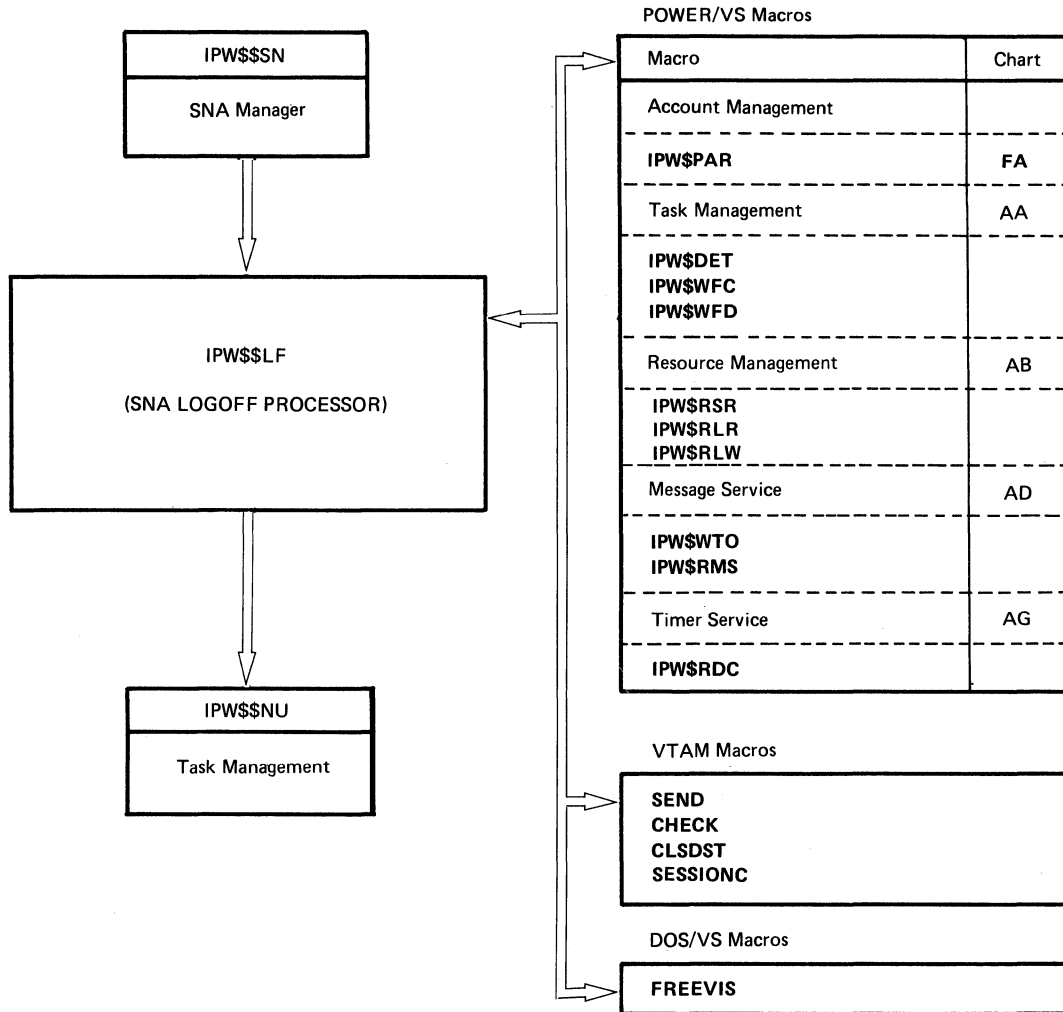 IPW$$SN
SNA Manager
IPW$$LF
(SNA LOGOFF PROCESSOR)
IPW$$NU
Task Management
POWER/VS Macros
Macro Chart
Account Management
IPW$PAR FA
Task Management AA
IPW$DET
IPW$WFC
IPW$WFD
Resource Management AB
IPW$RSR
IPW$RLR
IPW$RLW
Message Service AD
IPW$WTO
IPW$RMS
Timer Service AG
IPW$RDC
VTAM Macros
SEND
CHECK
CLSDST
SESSIONC
DOS/VS Macros
FREEVIS